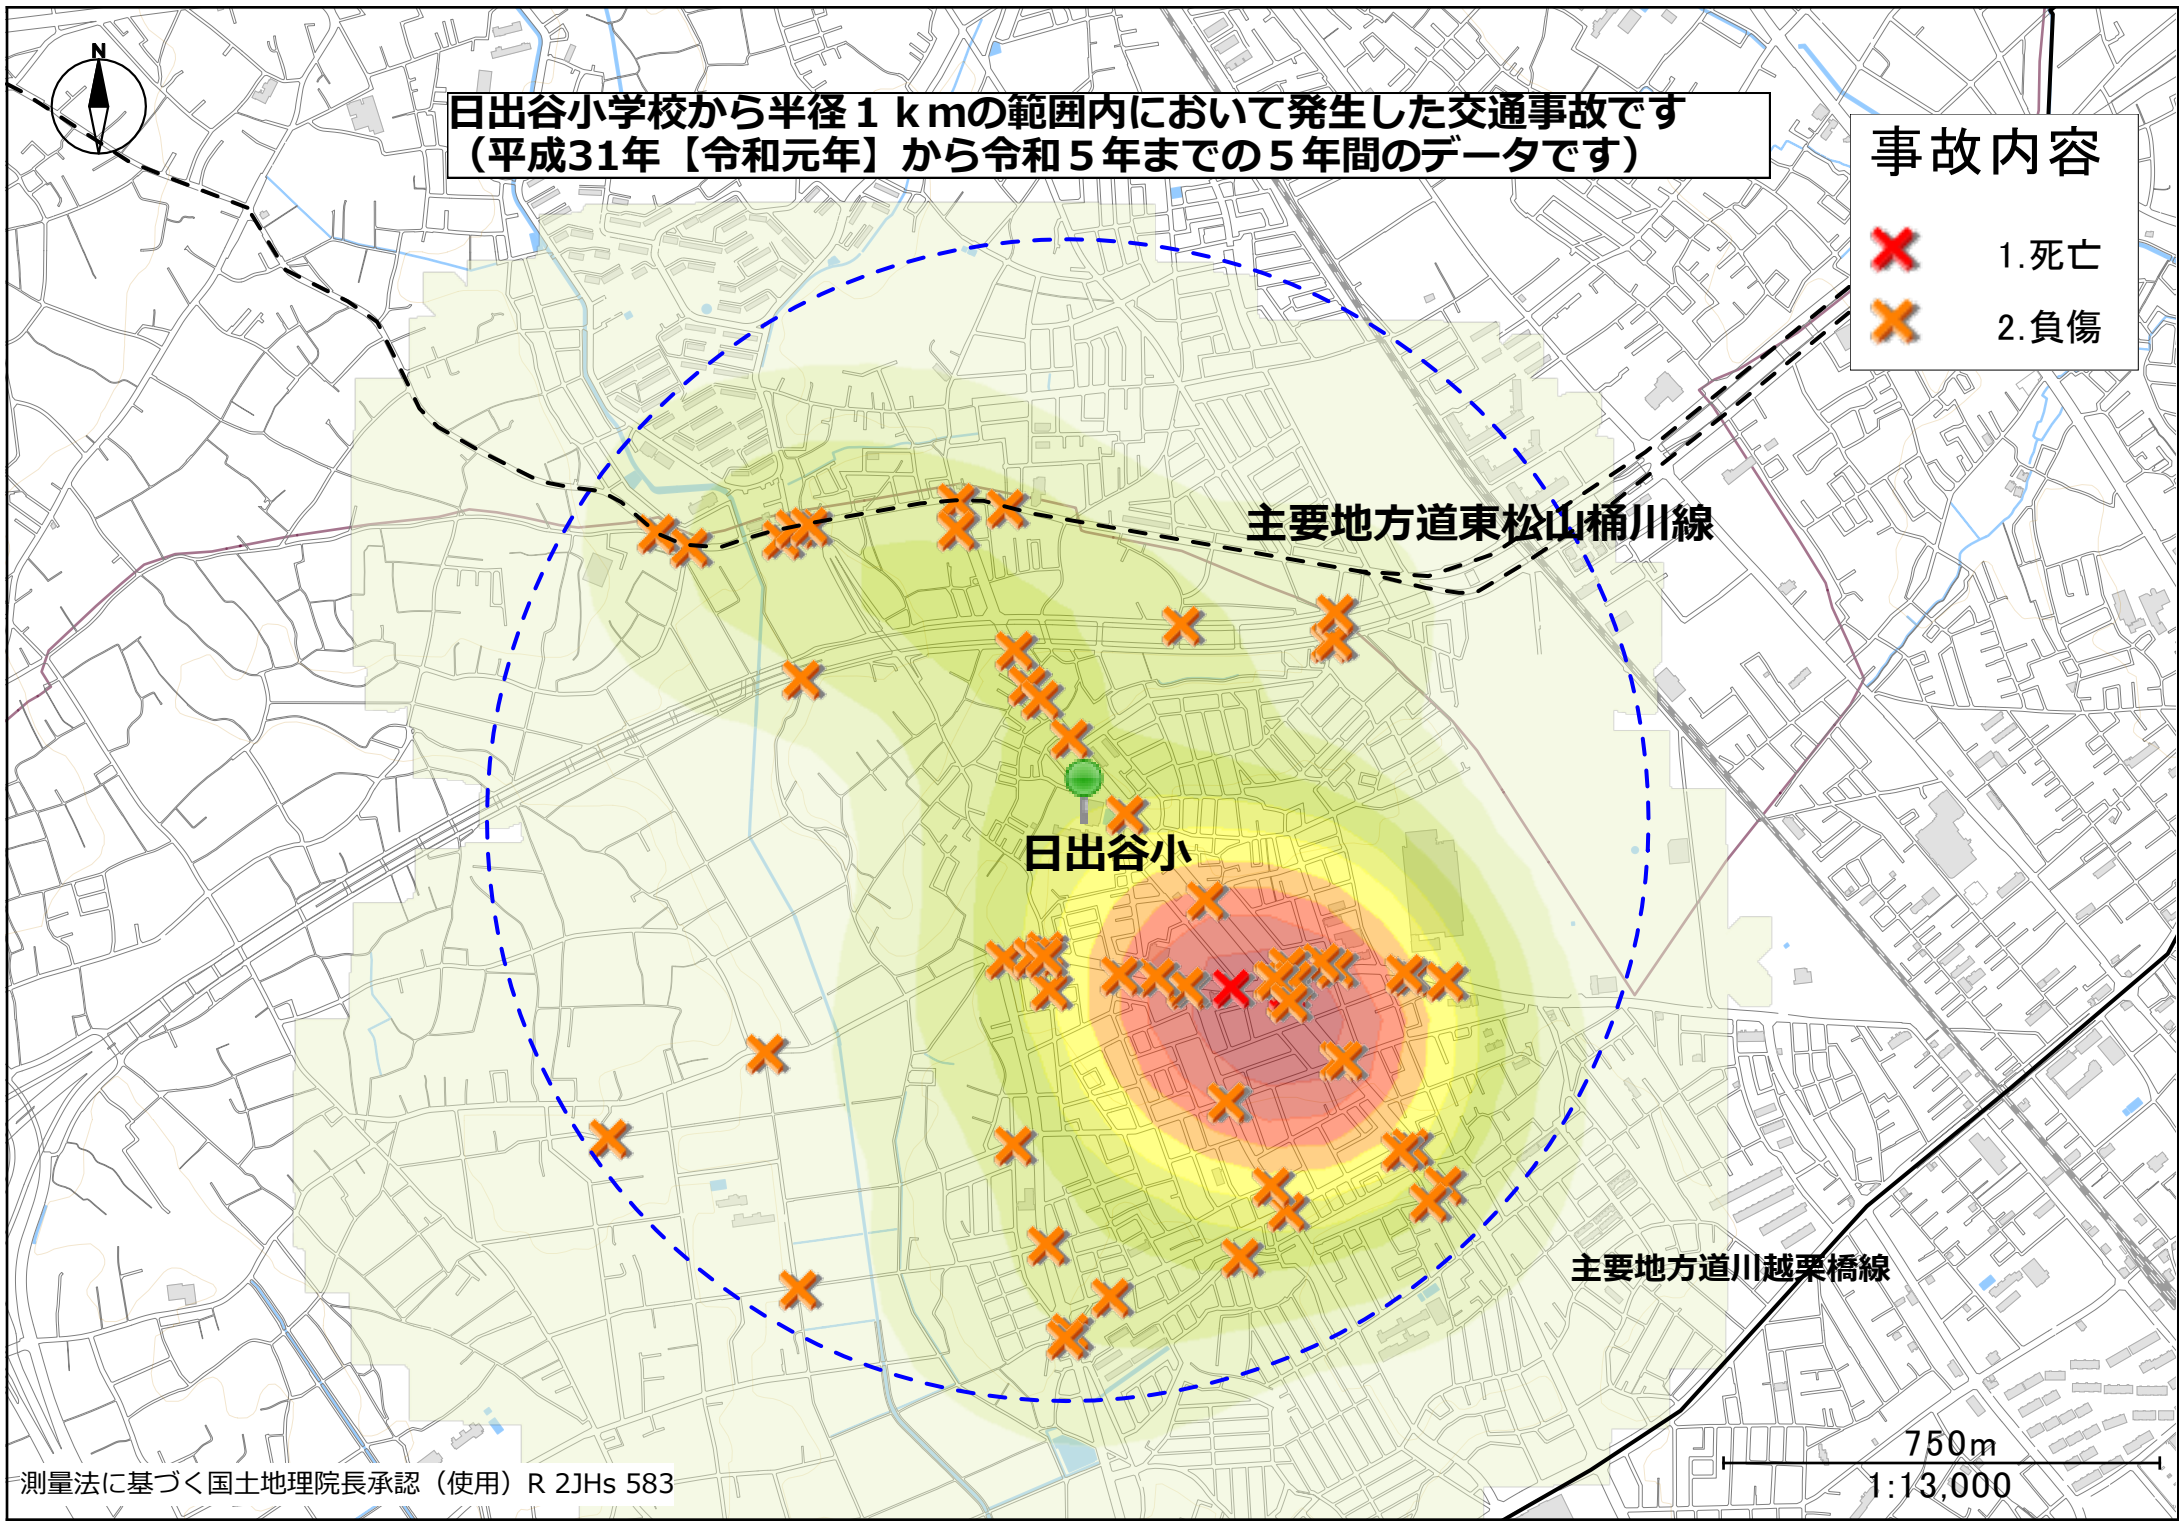 N
日出谷小学校から半径１ｋｍの範囲内において発生した交通事故です
（平成31年【令和元年】から令和５年までの５年間のデータです）
事故内容
1.死亡
2.負傷
主要地方道東松山桶川線
日出谷小
主要地方道川越栗橋線
750m
1:13,000
測量法に基づく国土地理院長承認（使用）R 2JHs 583